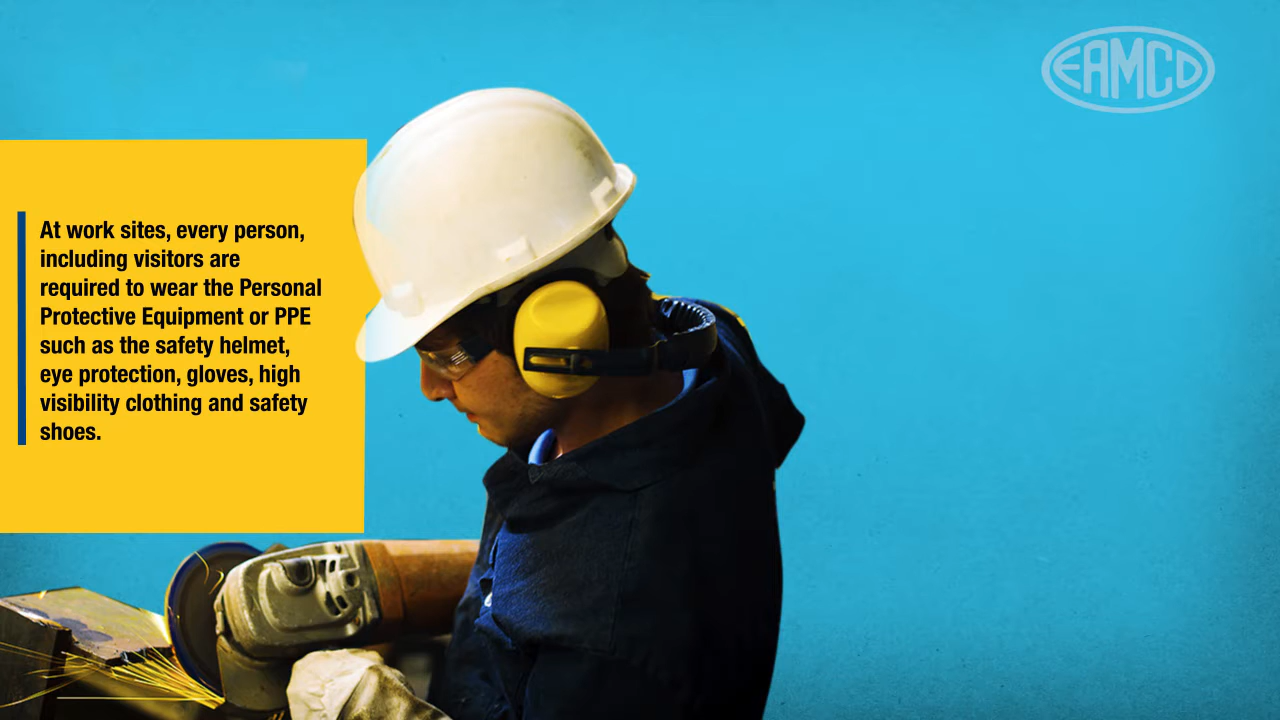 EAMCO
At work sites, every person,
including visitors are
required to wear the Personal
Protective Equipment or PPE
such as the safety helmet,
eye protection, gloves, high
visibility clothing and safety
shoes.